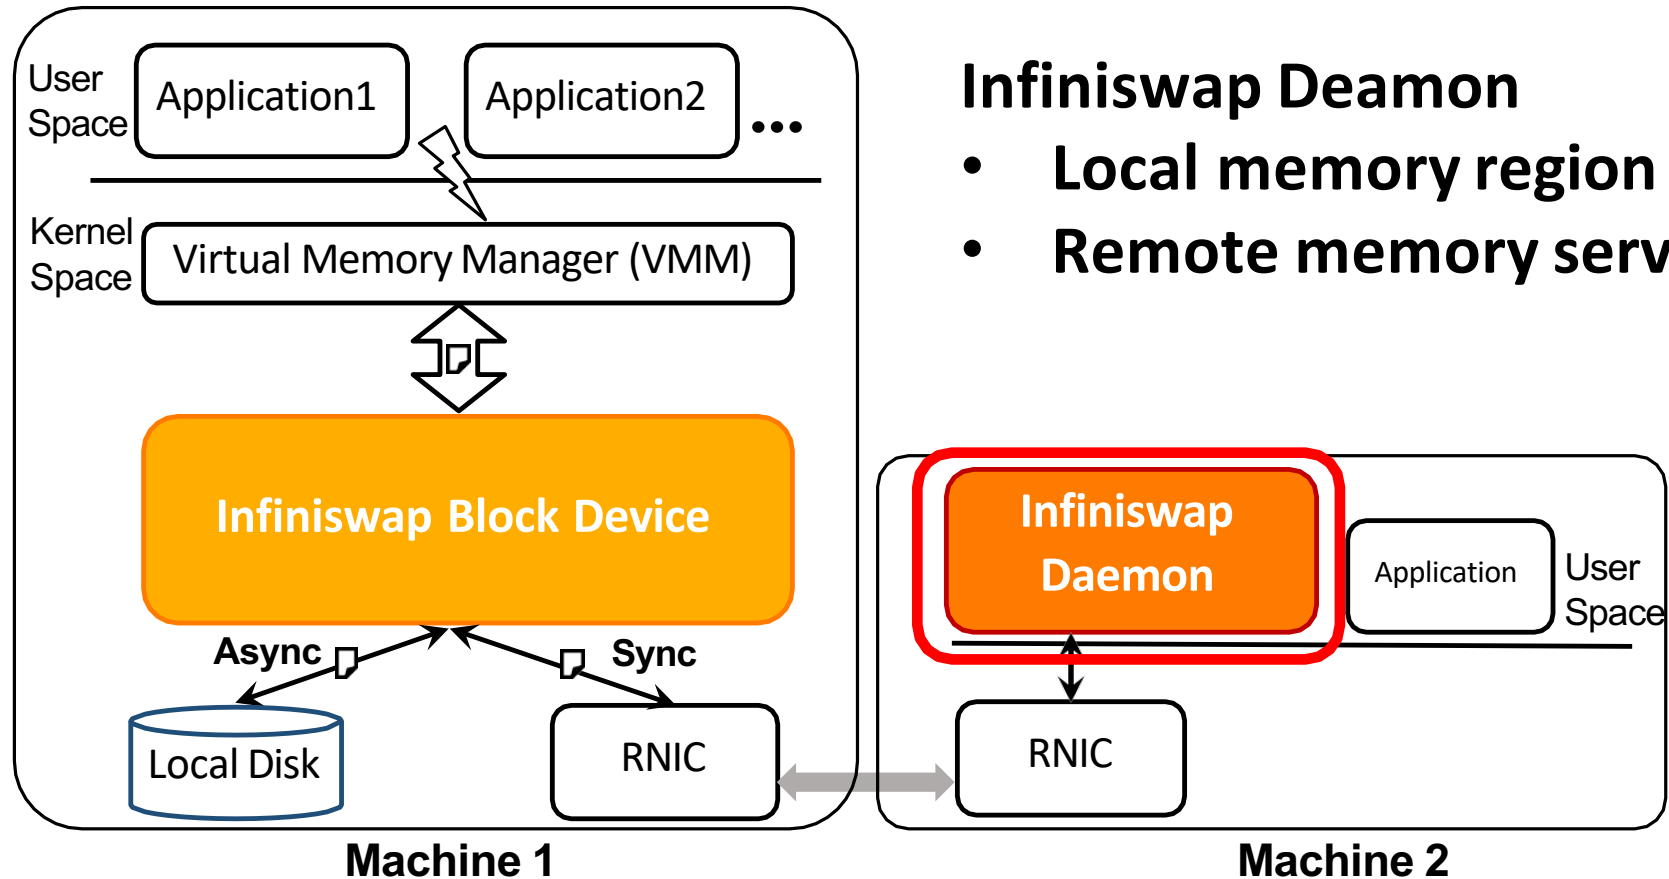 User
Space
Application1
Application2
...
Kernel
Space
Virtual Memory Manager (VMM)
Infiniswap Block Device
Async
Sync
Local Disk
RNIC
Machine 1
Infiniswap Deamon
• Local memory region
• Remote memory serv
Infiniswap
Daemon
Application
User
Space
RNIC
Machine 2